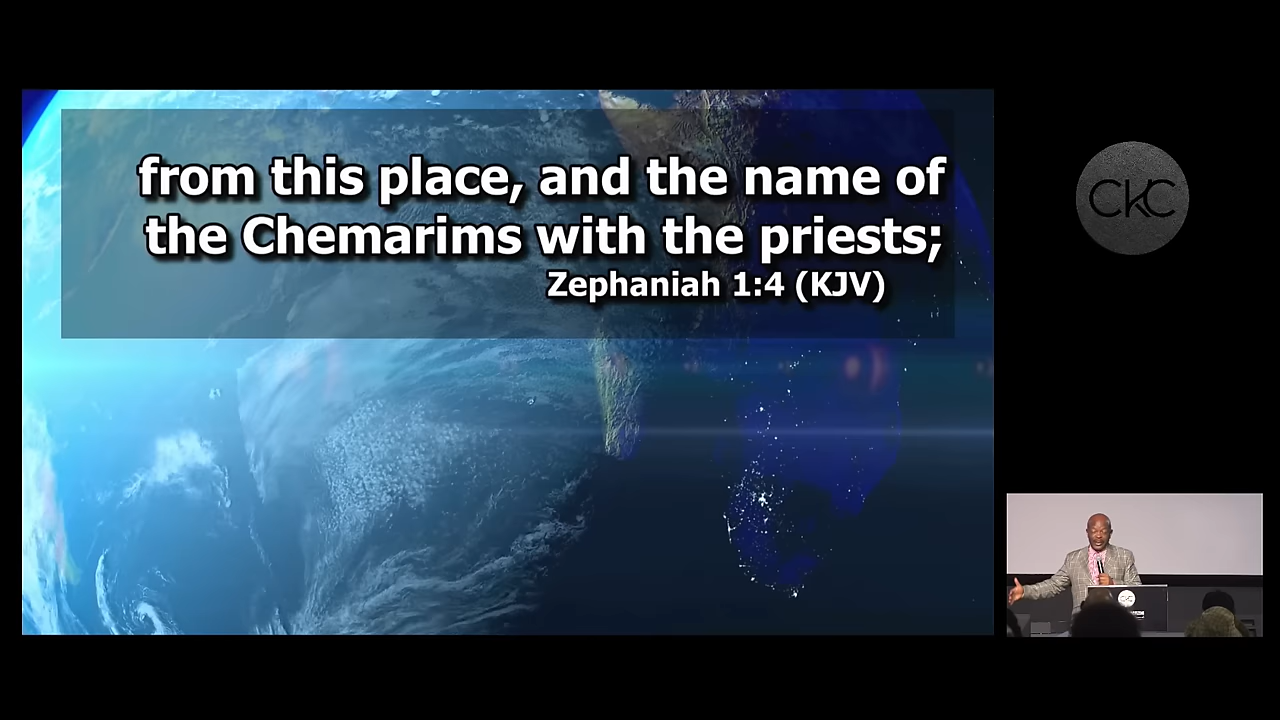 from this place, and the name of
the Chemarims with the priests;
Zephaniah 1:4 (KJV)
CKC